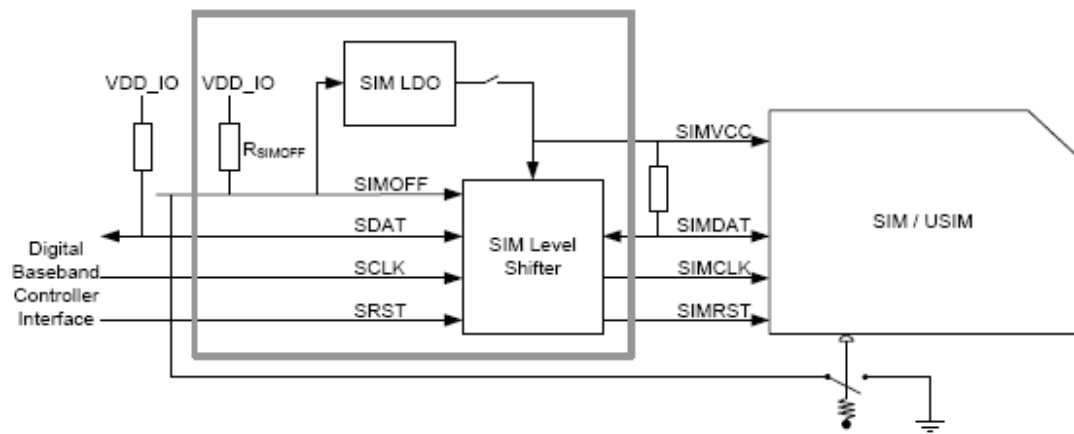 VDD_IO
VDD_IO
SIM LDO
RSIMOFF
SIMVCC
SIMOFF
SDAT
SIM Level
Shifter
SIMDAT
SIM / USIM
Digital
Baseband
Controller
Interface
SCLK
SIMCLK
SRST
SIMRST